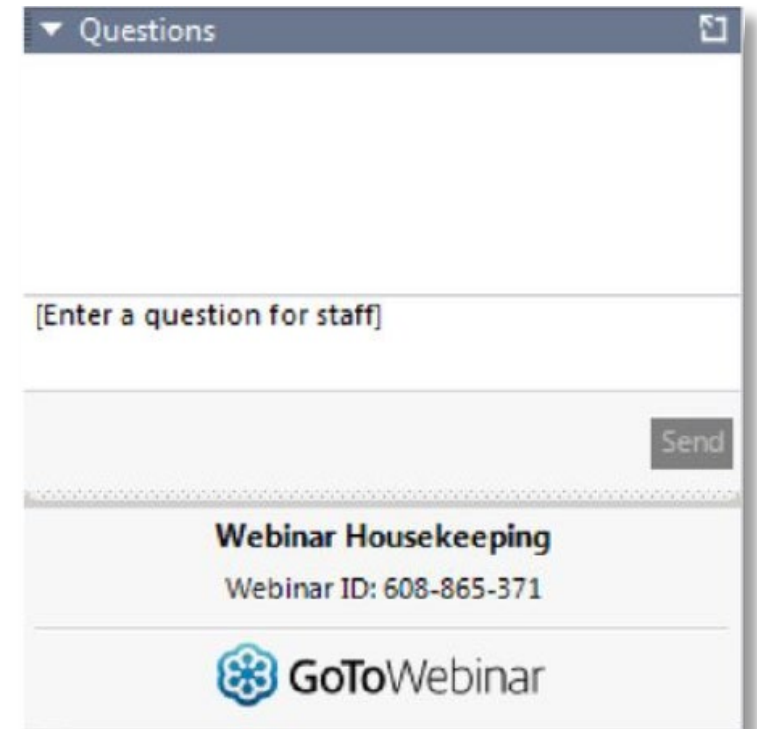 Questions
[Enter a question for staff]
Send
Webinar Housekeeping
Webinar ID: 608-865-371
GoToWebinar